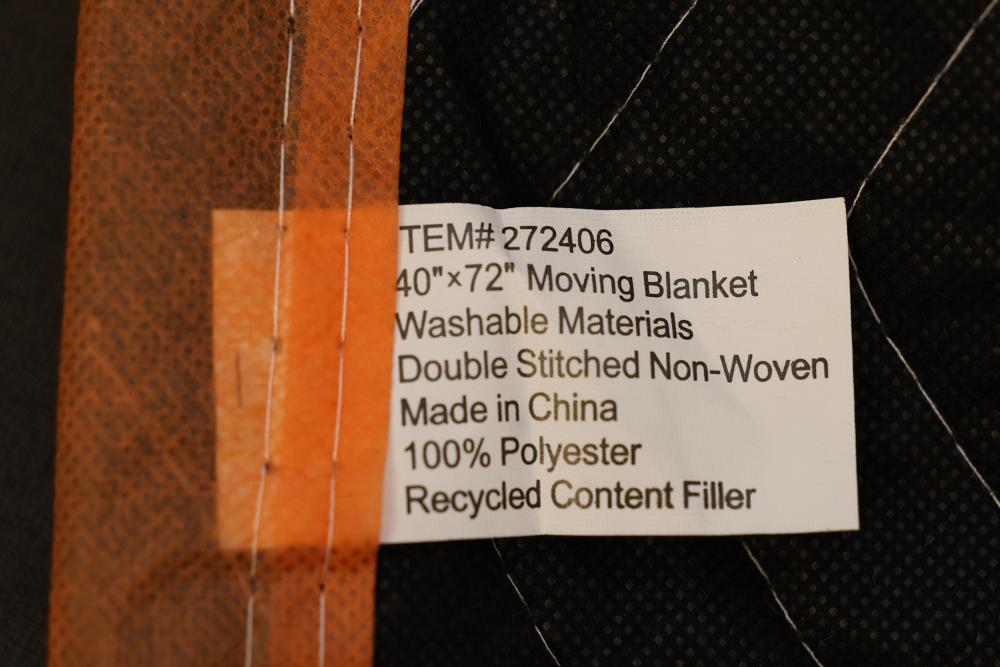 TEM# 272406
40"×72" Moving Blanket
Washable Materials
Double Stitched Non-Woven
Made in China
100% Polyester
Recycled Content Filler